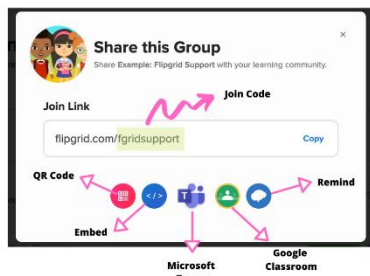 Share this Group
Share Example: Flipgrid Support with your learning community.
Join Code
Join Link
flipgrid.com/fgridsupport
Copy
QR Code
Remind
Embed
Microsoft
Google
Classroom